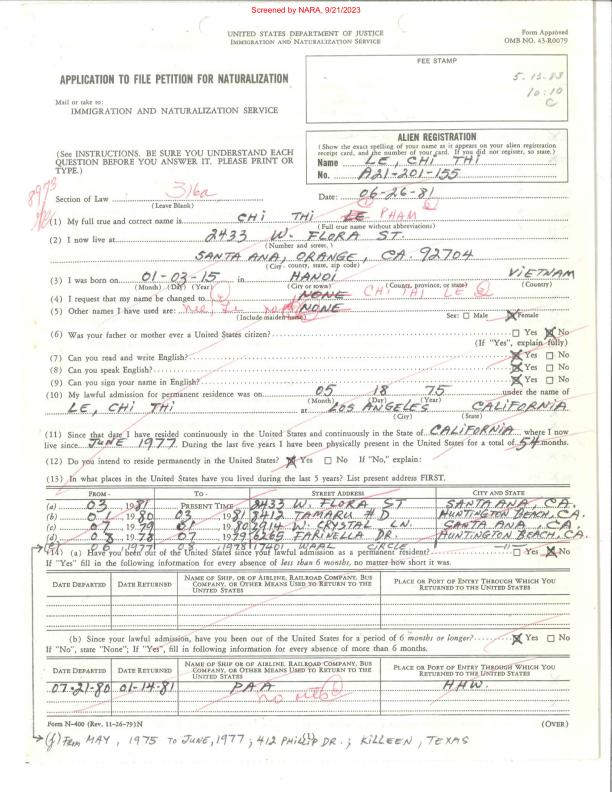 Screened by NARA, 9/21/2023
UNITED STATES DEPARTMENT OF JUSTICE
IMMIGRATION AND NATURALIZATION SERVICE
Form Approved
OMB NO. 43-R0079
FEE STAMP
10:10
C
APPLICATION TO FILE PETITION FOR NATURALIZATION
Mail or take to:
IMMIGRATION AND NATURALIZATION SERVICE
(See INSTRUCTIONS. BE SURE YOU UNDERSTAND EACH
QUESTION BEFORE YOU ANSWER IT. PLEASE PRINT OR
TYPE.)
ALIEN REGISTRATION
(Show the exact spelling of your name as it appears on your alien registration
receipt card, and the number of your card. If you did not register, so state.)
Name LE, CHI THI
No. A21-201-155
8973
Section of Law 316a
(Leave Blank)
Date: 06-26-81
(1) My full true and correct name is CHI THI LE PHAM
(Full true name without abbreviations)
(2) I now live at 2433 W. FLORA ST.
(Number and street,)
SANTA ANA, ORANGE, CA. 92704
(City, county, state, zip code)
(3) I was born on 01-03-15 in HANOI VIETNAM
(Month) (Day) (Year) (City or town) (County, province, or state) (Country)
(4) I request that my name be changed to NONE CHI THI LE
(5) Other names I have used are: NONE Sex: □ Male ☒ Female
(Include maiden name)
(6) Was your father or mother ever a United States citizen? □ Yes ☒ No
(If "Yes", explain fully)
(7) Can you read and write English? ☒ Yes □ No
(8) Can you speak English? ☒ Yes □ No
(9) Can you sign your name in English? ☒ Yes □ No
(10) My lawful admission for permanent residence was on 05 18 75 under the name of
(Month) (Day) (Year)
LE, CHI THI at LOS ANGELES CALIFORNIA
(City) (State)
(11) Since that date I have resided continuously in the United States and continuously in the State of CALIFORNIA where I now
live since JUNE 1977. During the last five years I have been physically present in the United States for a total of 54 months.
(12) Do you intend to reside permanently in the United States? ☒ Yes □ No If "No," explain:
(13) In what places in the United States have you lived during the last 5 years? List present address FIRST.
FROM - TO - STREET ADDRESS CITY AND STATE
(a) 03, 1981 PRESENT TIME 2433 W. FLORA ST SANTA ANA, CA.
(b) 01, 1980 03, 1981 8412 TAMARU #D HUNTINGTON BEACH, CA.
(c) 07, 1979 01, 1980 3914 W. CRYSTAL LN. SANTA ANA, CA.
(d) 08, 1978 07, 1979 6265 FARINELLA DR. HUNTINGTON BEACH, CA.
(e) 06 1977 08 1978 17401 WAAL CIRCLE —"—
(14) (a) Have you been out of the United States since your lawful admission as a permanent resident? □ Yes ☒ No
If "Yes" fill in the following information for every absence of less than 6 months, no matter how short it was.
DATE DEPARTED DATE RETURNED NAME OF SHIP, OR OF AIRLINE, RAILROAD COMPANY, BUS COMPANY, OR OTHER MEANS USED TO RETURN TO THE UNITED STATES PLACE OR PORT OF ENTRY THROUGH WHICH YOU RETURNED TO THE UNITED STATES
(b) Since your lawful admission, have you been out of the United States for a period of 6 months or longer? ☒ Yes □ No
If "No", state "None"; If "Yes", fill in following information for every absence of more than 6 months.
DATE DEPARTED DATE RETURNED NAME OF SHIP, OR OF AIRLINE, RAILROAD COMPANY, BUS COMPANY, OR OTHER MEANS USED TO RETURN TO THE UNITED STATES PLACE OR PORT OF ENTRY THROUGH WHICH YOU RETURNED TO THE UNITED STATES
07-21-80 01-14-81 PAA HHW.
Form N-400 (Rev. 11-26-79)N (OVER)
(f) From MAY, 1975 TO JUNE, 1977; 412 PHILLIP DR.; KILLEEN, TEXAS